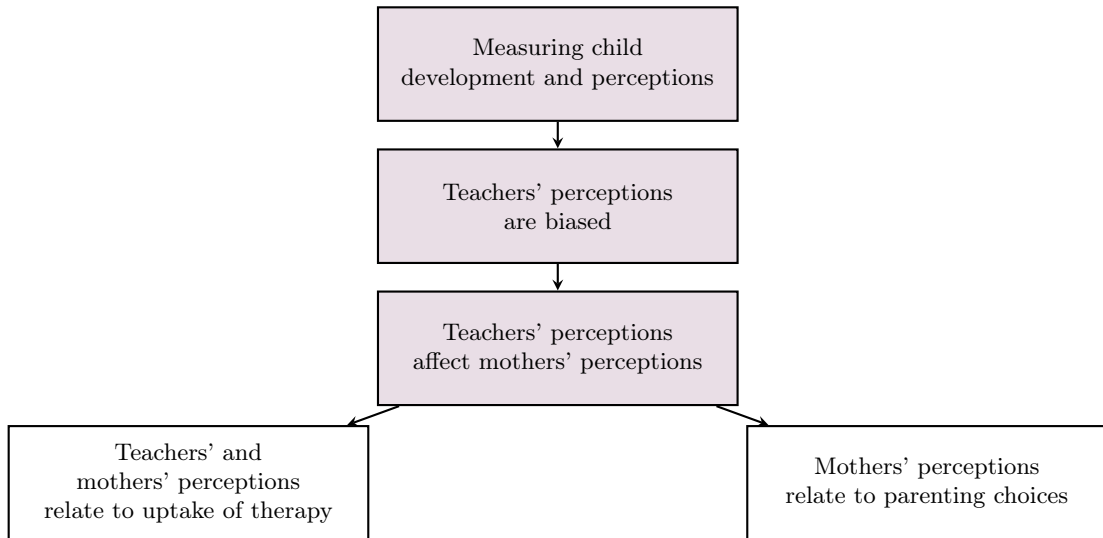 Measuring child
development and perceptions
Teachers' perceptions
are biased
Teachers' perceptions
affect mothers' perceptions
Teachers' and
mothers' perceptions
relate to uptake of therapy
Mothers' perceptions
relate to parenting choices